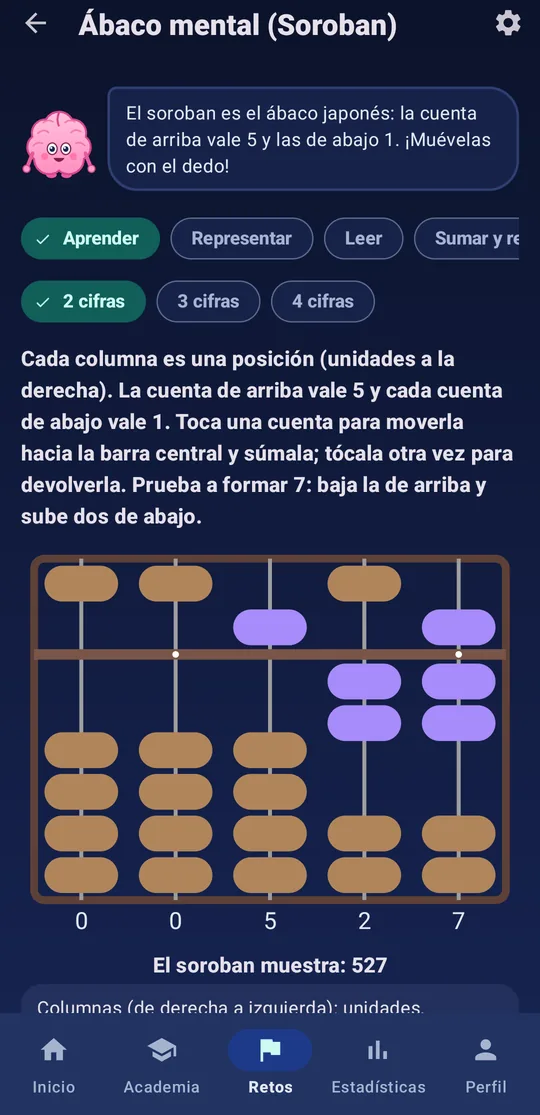 Ábaco mental (Soroban)
El soroban es el ábaco japonés: la cuenta
de arriba vale 5 y las de abajo 1. ¡Muévelas
con el dedo!
Aprender
Representar
Leer
Sumar y re
2 cifras
3 cifras
4 cifras
Cada columna es una posición (unidades a la
derecha). La cuenta de arriba vale 5 y cada cuenta
de abajo vale 1. Toca una cuenta para moverla
hacia la barra central y súmala; tócala otra vez para
devolverla. Prueba a formar 7: baja la de arriba y
sube dos de abajo.
0 0 5 2 7
El soroban muestra: 527
Columnas (de derecha a izquierda): unidades,
Inicio
Academia
Retos
Estadísticas
Perfil